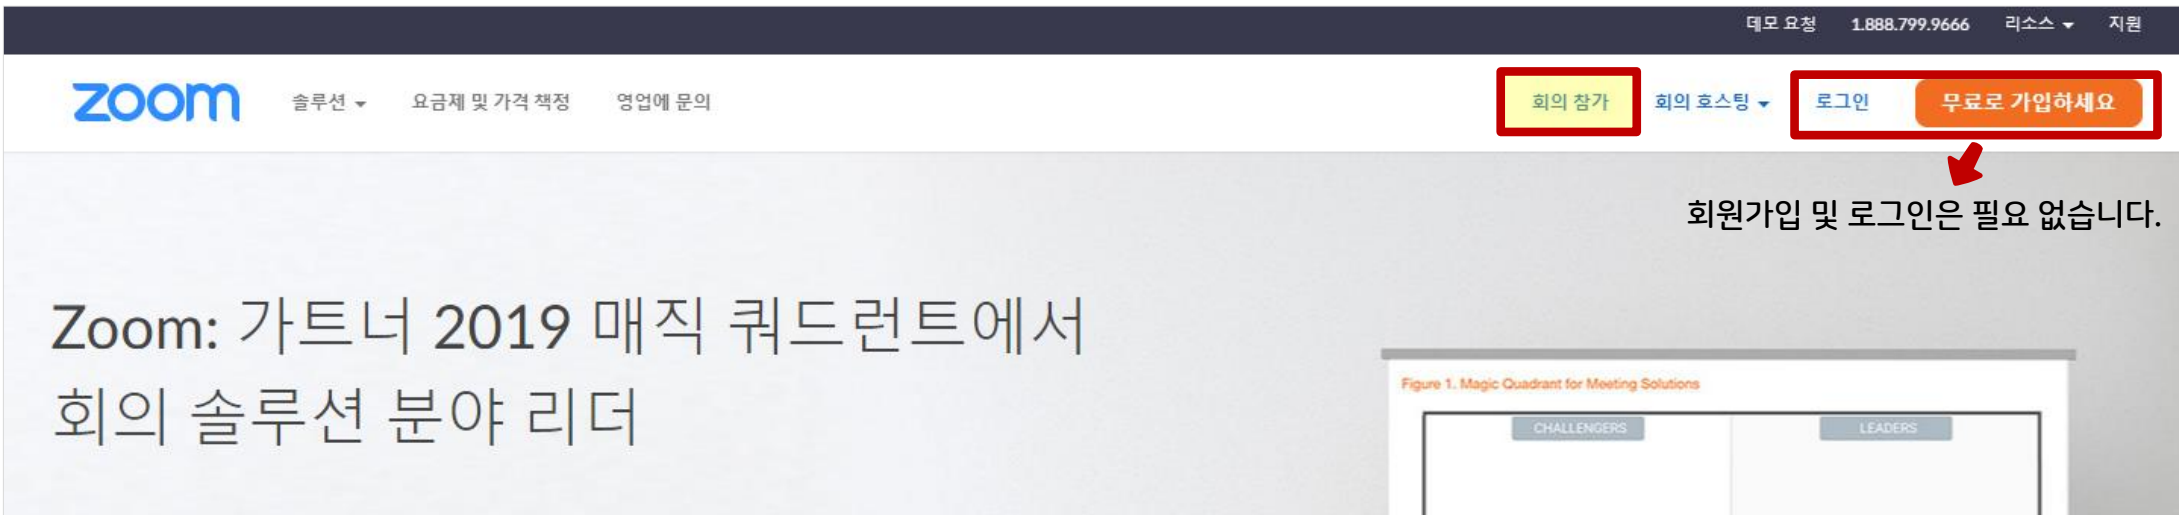 데모 요청 1.888.799.9666 리소스 지원
zoom 솔루션 요금제 및 가격 책정 영업에 문의 회의 참가 회의 호스팅 로그인 무료로 가입하세요
회원가입 및 로그인은 필요 없습니다.
Zoom: 가트너 2019 매직 쿼드런트에서
회의 솔루션 분야 리더
Figure 1. Magic Quadrant for Meeting Solutions
CHALLENGERS LEADERS